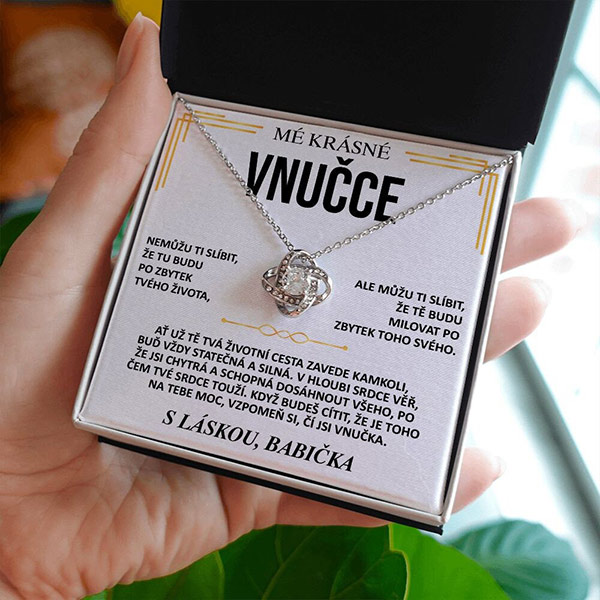 MÉ KRÁSNÉ
VNUČCE
NEMŮŽU TI SLÍBIT,
ŽE TU BUDU
PO ZBYTEK
TVÉHO ŽIVOTA,
ALE MŮŽU TI SLÍBIT,
ŽE TĚ BUDU
MILOVAT PO
ZBYTEK TOHO SVÉHO.
AŤ UŽ TĚ TVÁ ŽIVOTNÍ CESTA ZAVEDE KAMKOLI,
BUĎ VŽDY STATEČNÁ A SILNÁ. V HLOUBI SRDCE VĚŘ,
ŽE JSI CHYTRÁ A SCHOPNÁ DOSÁHNOUT VŠEHO, PO
ČEM TVÉ SRDCE TOUŽÍ. KDYŽ BUDEŠ CÍTIT, ŽE JE TOHO
NA TEBE MOC, VZPOMEŇ SI, ČÍ JSI VNUČKA.
S LÁSKOU, BABIČKA